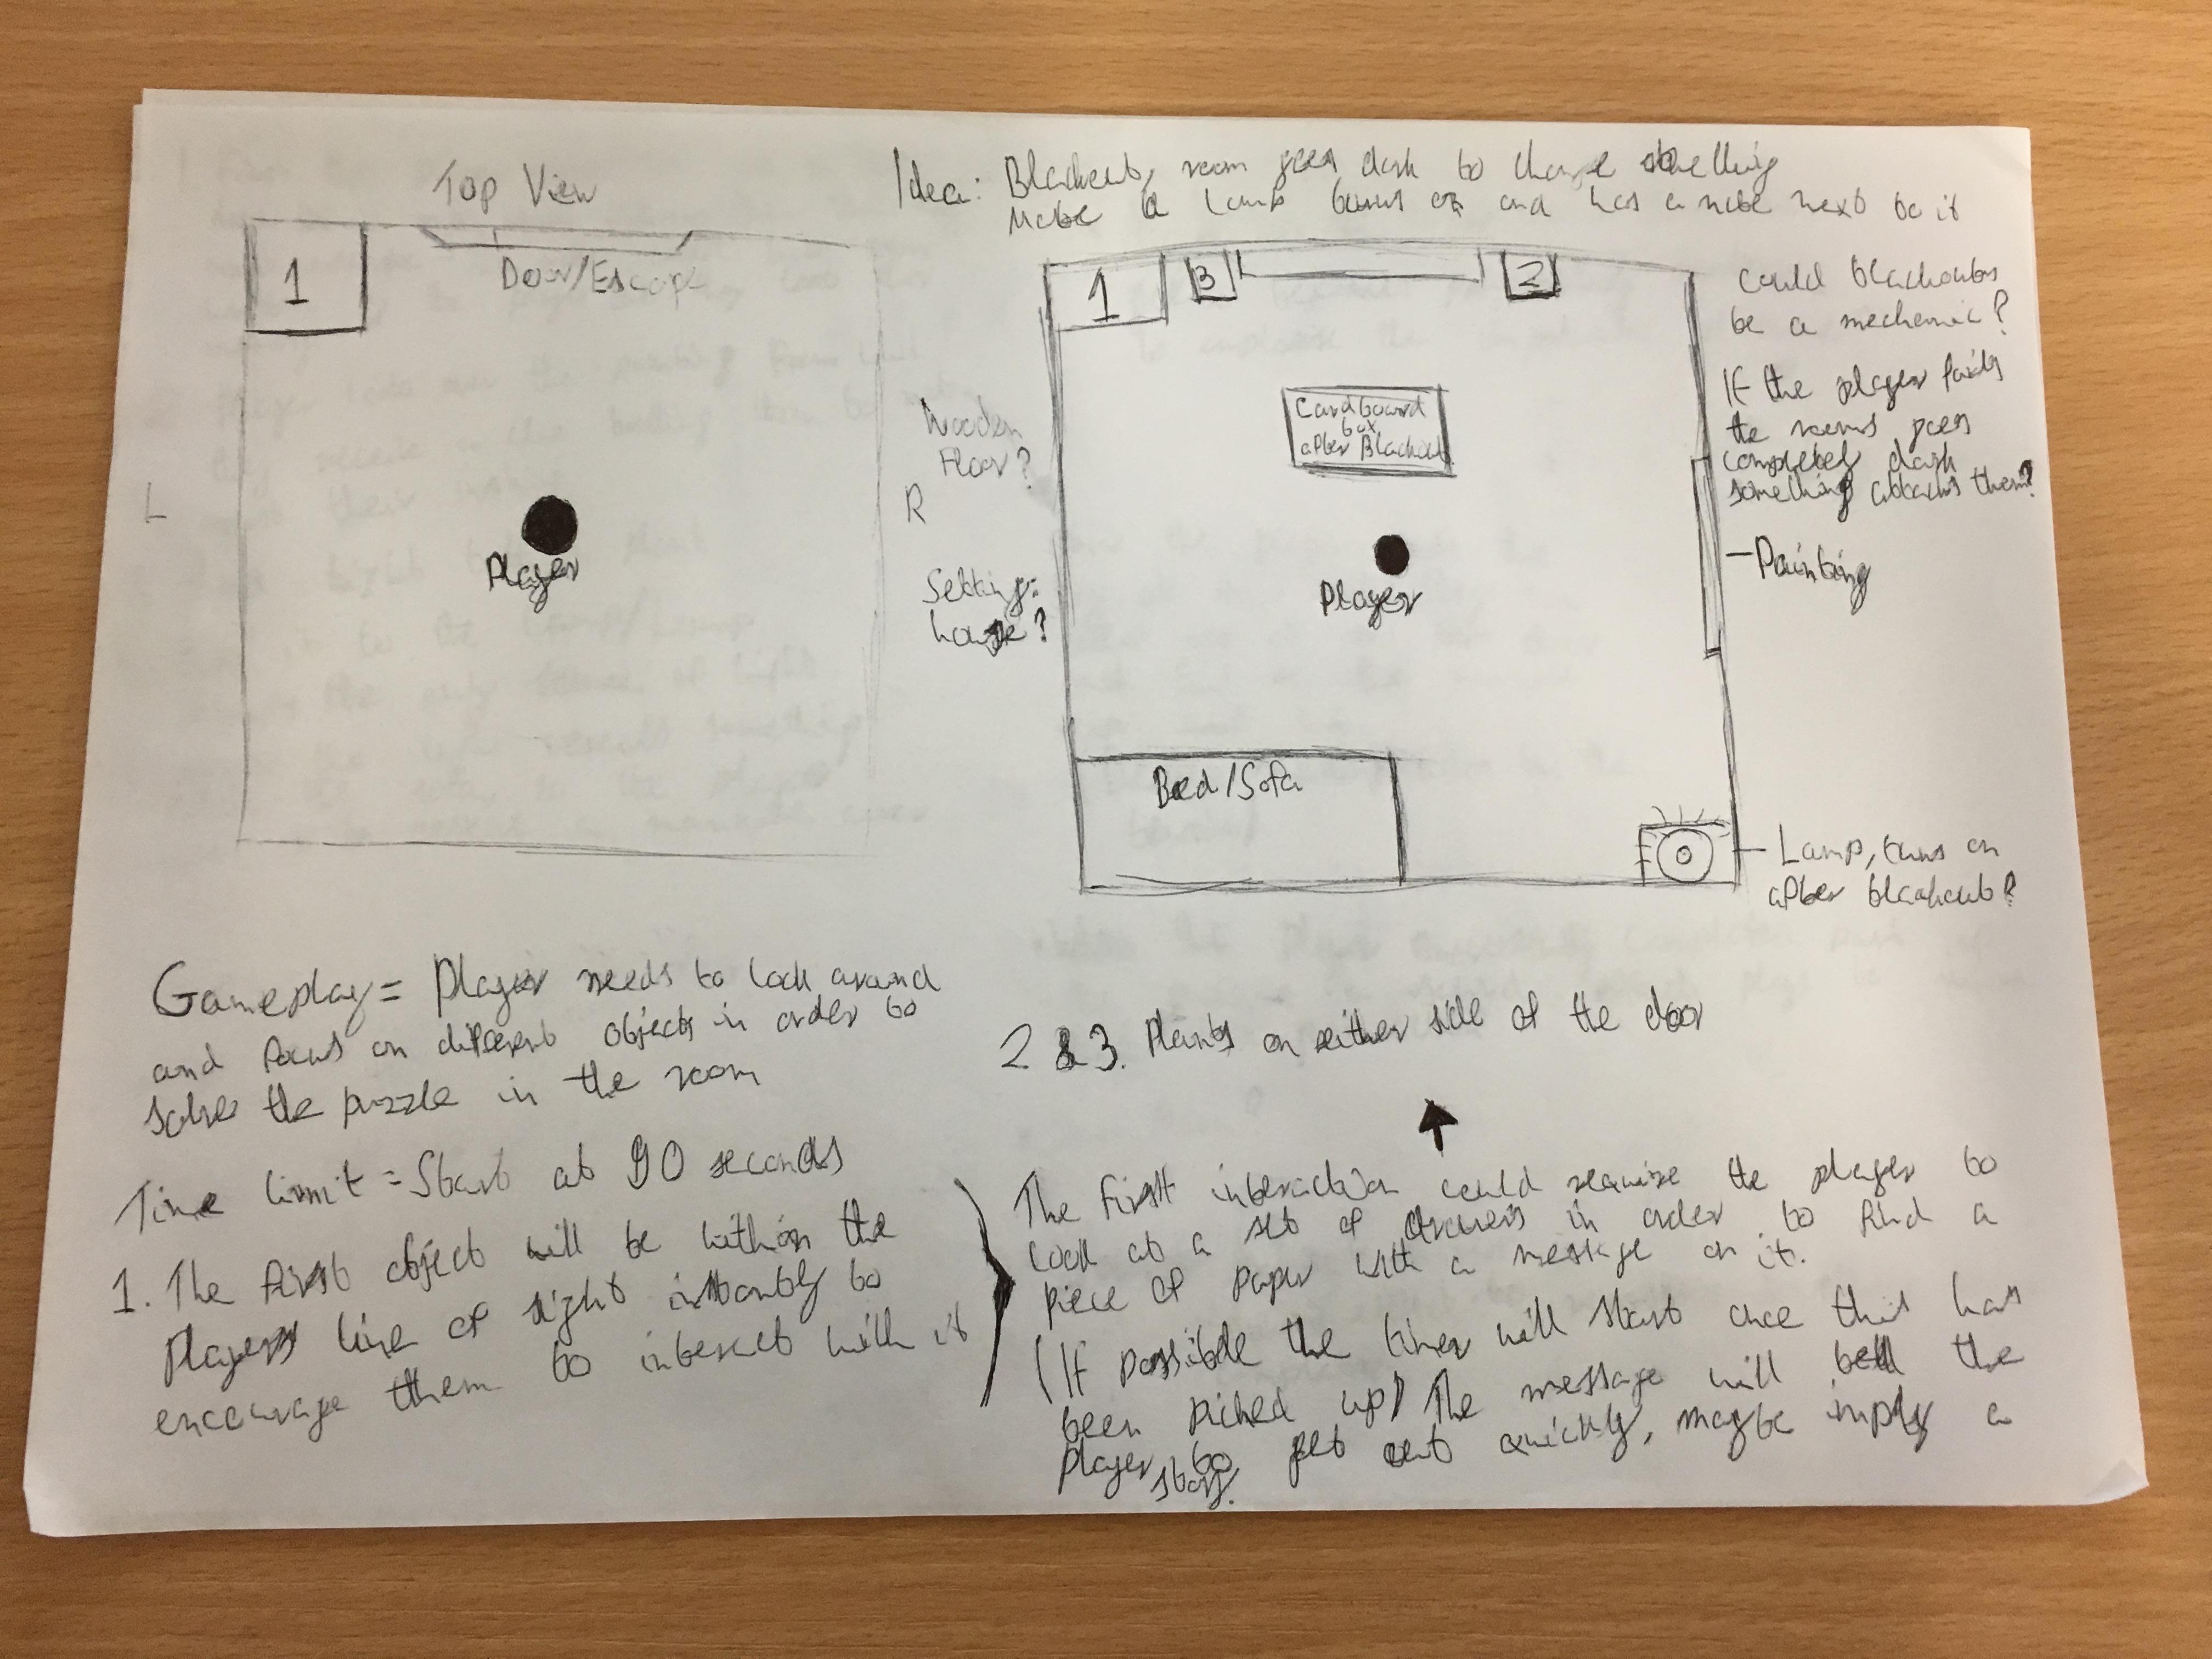 Top View
1
Door/Escape
L
R
Player
Idea: Blackout, room goes dark to change something
Maybe a lamp turns on and has a note next to it
1
3
2
Cardboard
box
after Blackout
Player
Wooden
Floor?
Setting:
house?
Could blackouts
be a mechanic?
If the player fails
the rooms goes
completely dark
something attacks them?
-Painting
Bed/Sofa
Lamp, turns on
after blackout?
Gameplay= Player needs to look around
and focus on different objects in order to
solve the puzzle in the room
Time limit = Start at 90 seconds
1. The first object will be within the
players line of sight instantly to
encourage them to interact with it
2 & 3. Plants on either side of the door
The first interaction could require the player to
look at a set of drawers in order to find a
piece of paper with a message on it.
(If possible the timer will start once this has
been picked up) The message will tell the
player to get out quickly, maybe imply a
story.